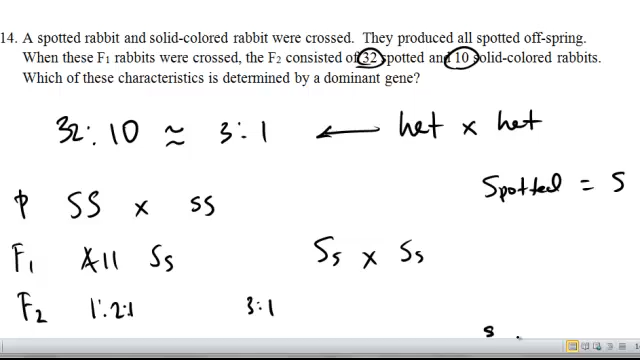 14. A spotted rabbit and solid-colored rabbit were crossed. They produced all spotted off-spring.
When these F1 rabbits were crossed, the F2 consisted of 32 spotted and 10 solid-colored rabbits.
Which of these characteristics is determined by a dominant gene?
32:10 ≈ 3:1 ← het x het
Spotted = S
P SS x ss
F1 All Ss Ss x Ss
F2 1:2:1 3:1
s